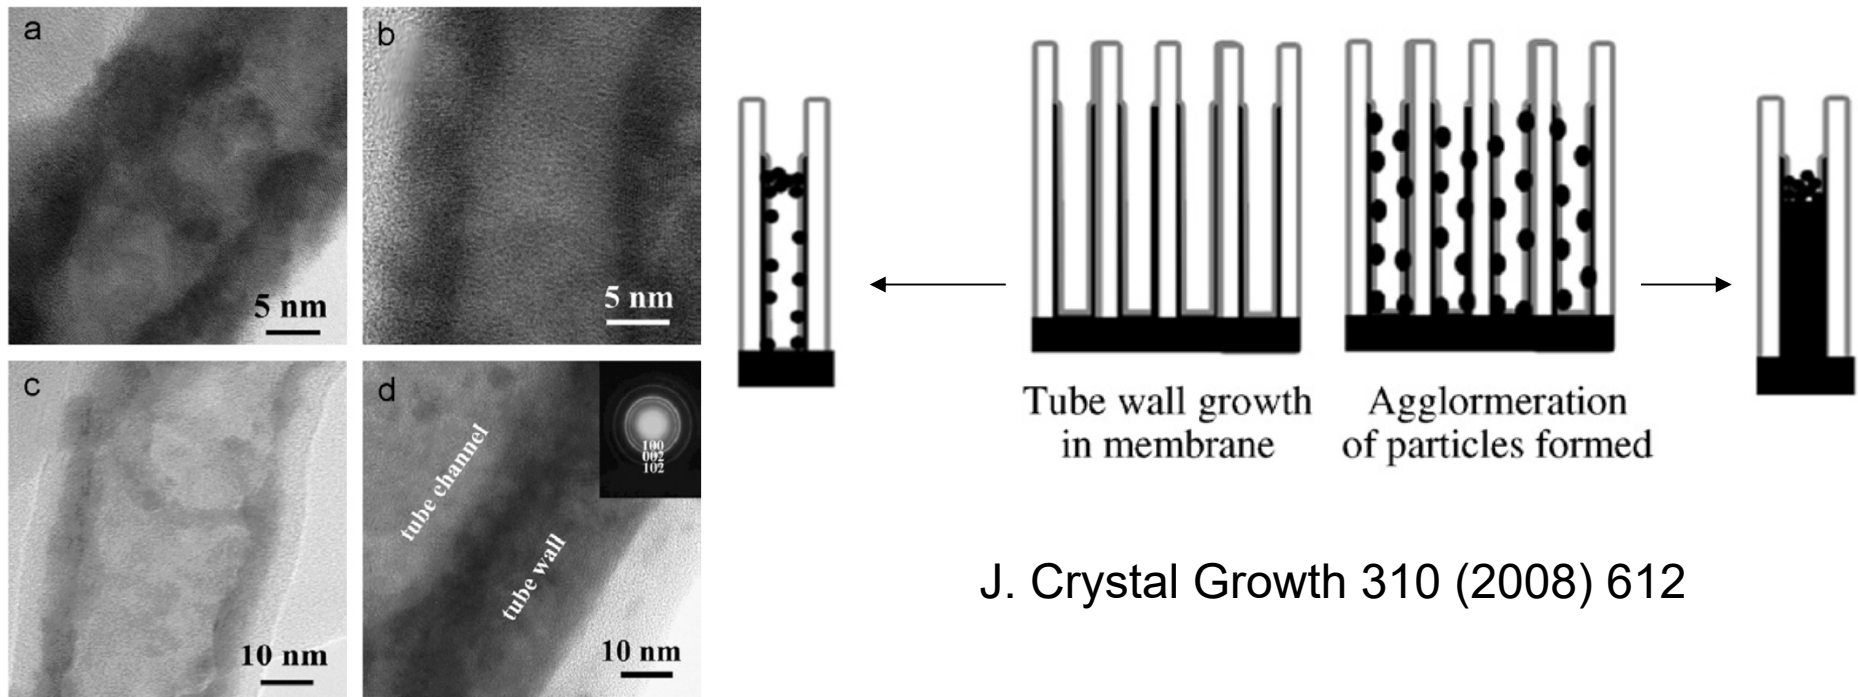 a
b
5 nm
5 nm
c
d
tube channel
tube wall
100
002
102
10 nm
10 nm
Tube wall growth
in membrane
Agglormeration
of particles formed
J. Crystal Growth 310 (2008) 612